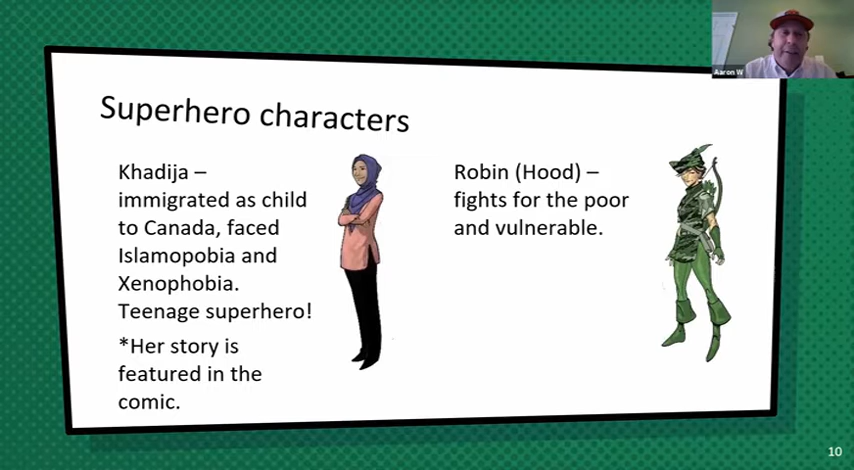 Aaron W
Superhero characters
Khadija –
immigrated as child
to Canada, faced
Islamopobia and
Xenophobia.
Teenage superhero!
*Her story is
featured in the
comic.
Robin (Hood) –
fights for the poor
and vulnerable.
10